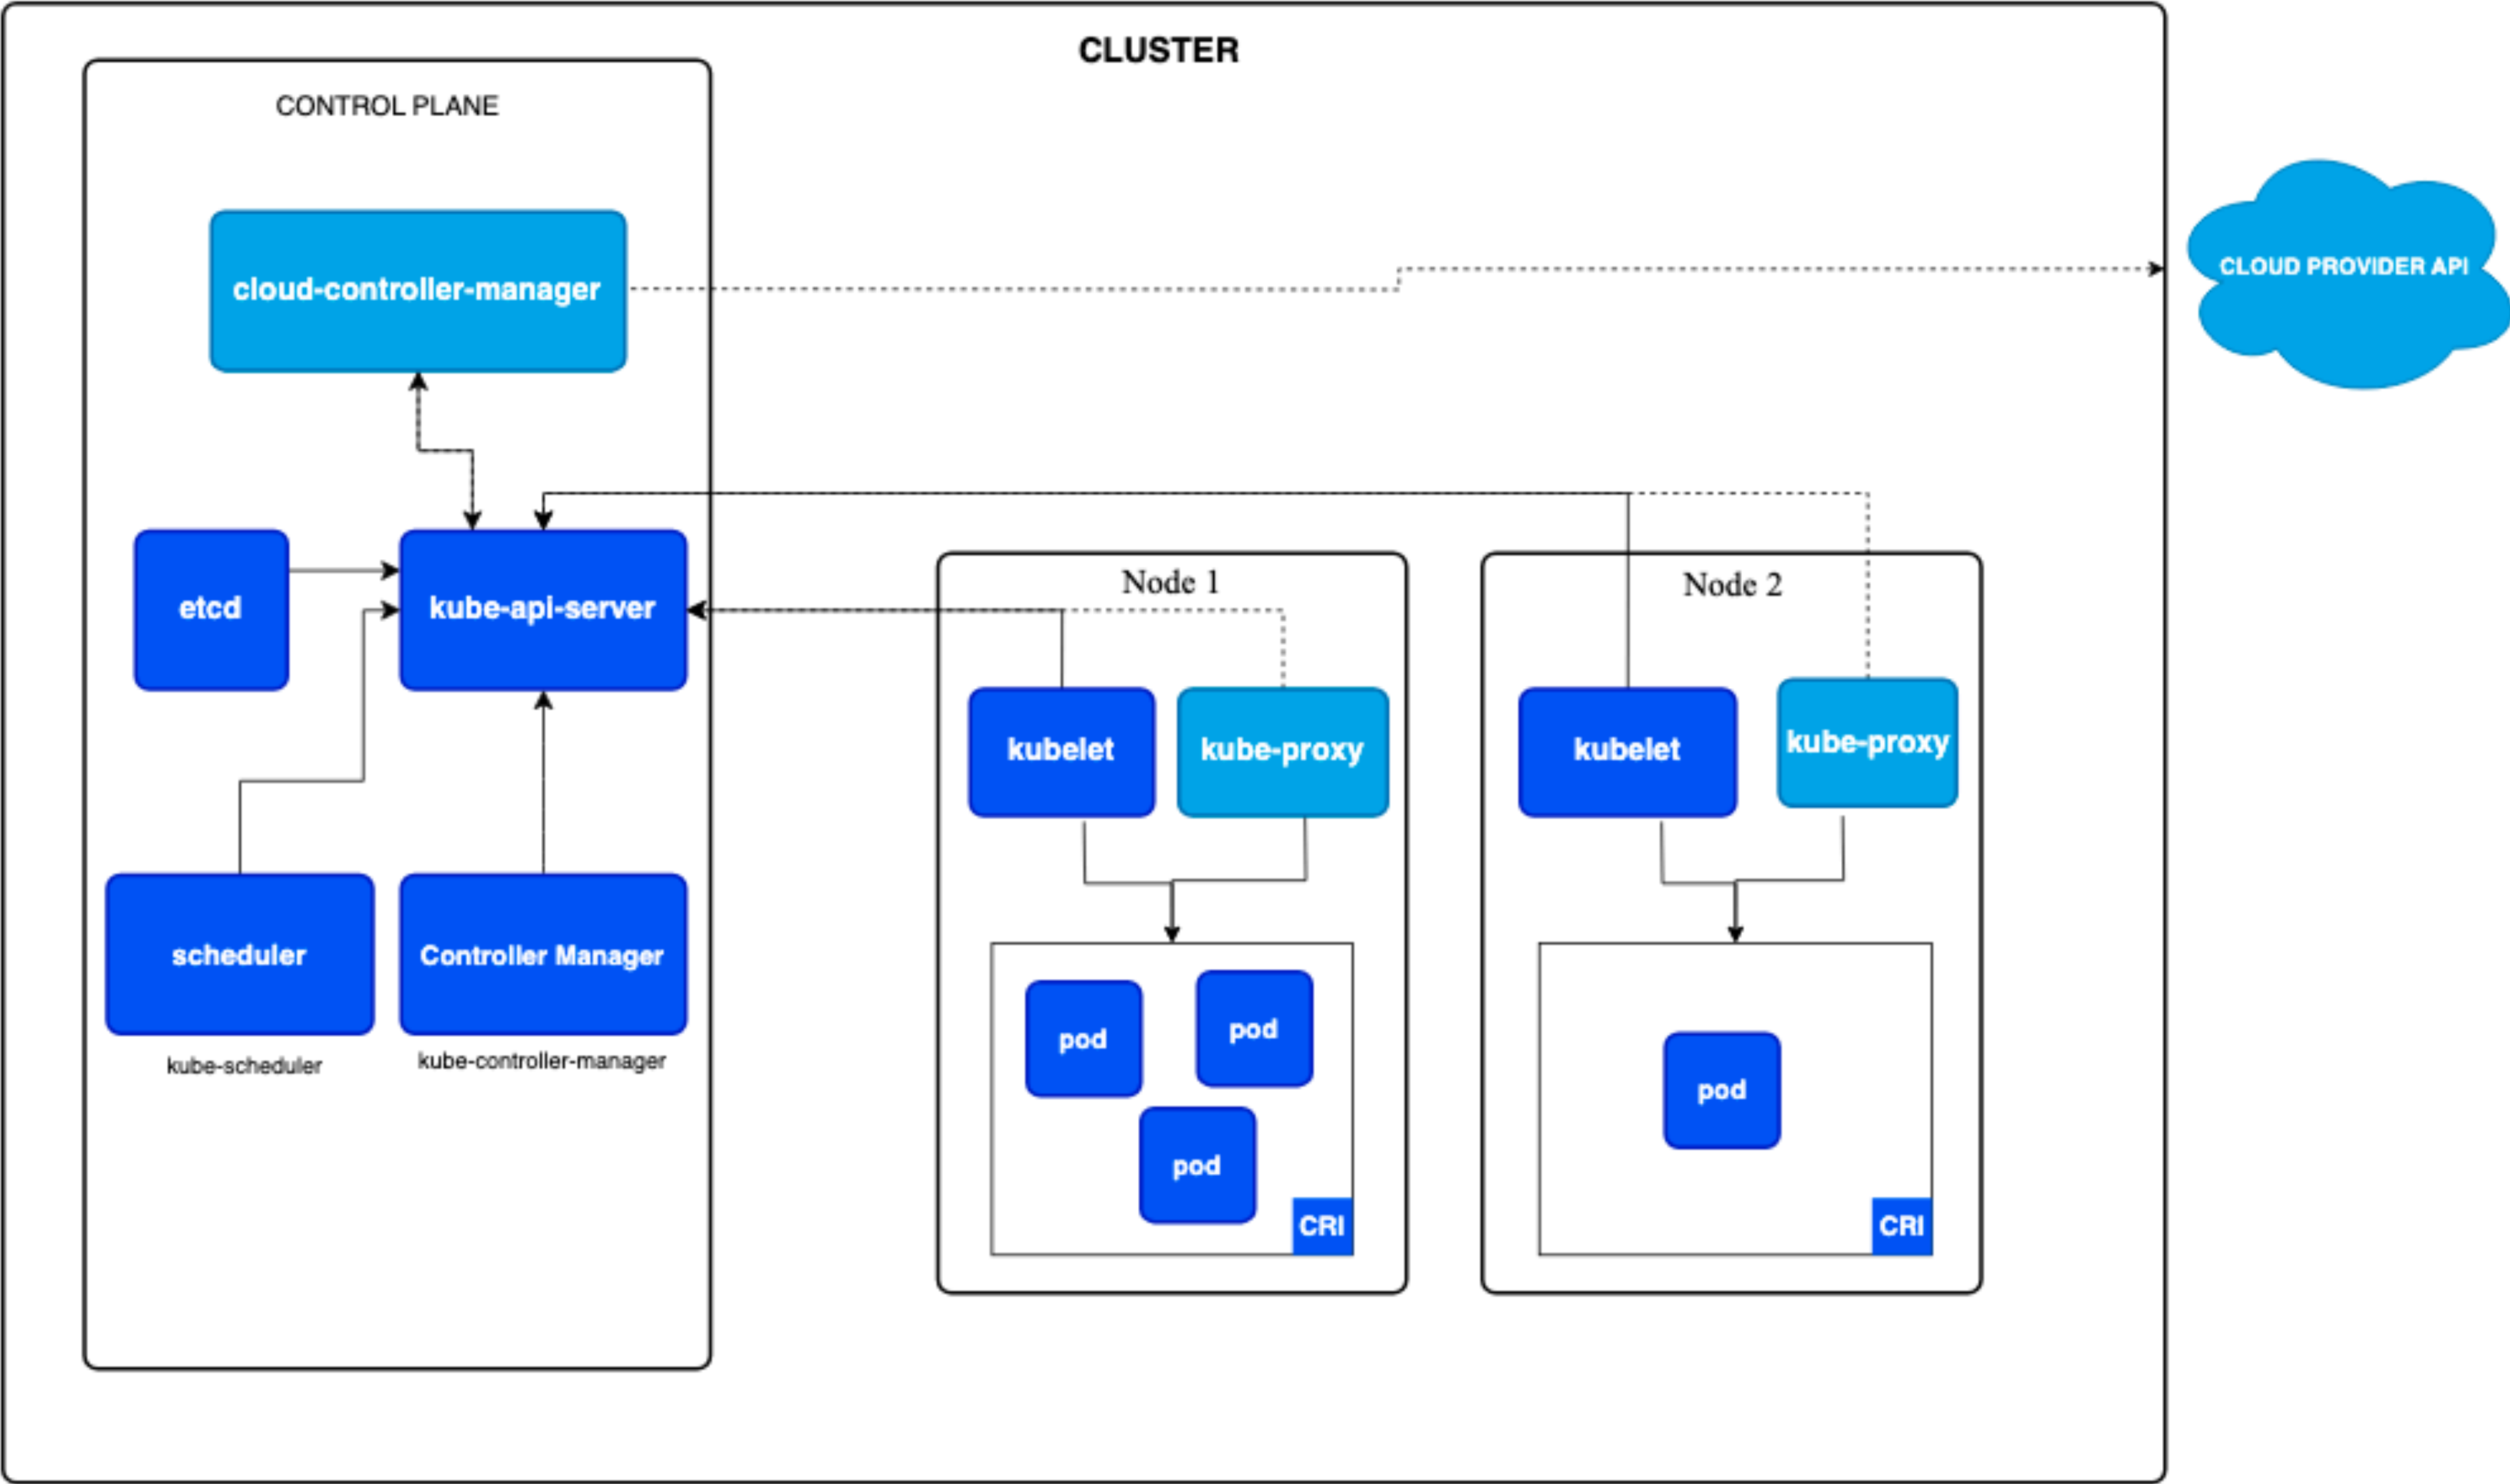 CLUSTER
CONTROL PLANE
cloud-controller-manager
CLOUD PROVIDER API
etcd
kube-api-server
scheduler
Controller Manager
kube-scheduler
kube-controller-manager
Node 1
kubelet
kube-proxy
pod
pod
pod
CRI
Node 2
kubelet
kube-proxy
pod
CRI